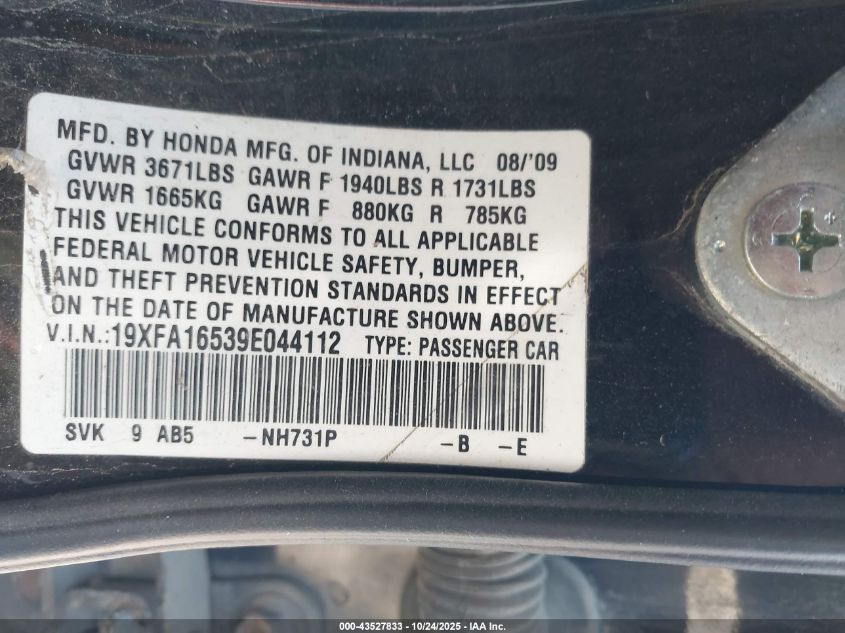 MFD. BY HONDA MFG. OF INDIANA, LLC 08/'09
GVWR 3671LBS GAWR F 1940LBS R 1731LBS
GVWR 1665KG GAWR F 880KG R 785KG
THIS VEHICLE CONFORMS TO ALL APPLICABLE
FEDERAL MOTOR VEHICLE SAFETY, BUMPER,
AND THEFT PREVENTION STANDARDS IN EFFECT
ON THE DATE OF MANUFACTURE SHOWN ABOVE.
V.I.N.:19XFA16539E044112 TYPE: PASSENGER CAR
SVK 9 AB5 -NH731P -B -E
000-43527833 - 10/24/2025 - IAA Inc.